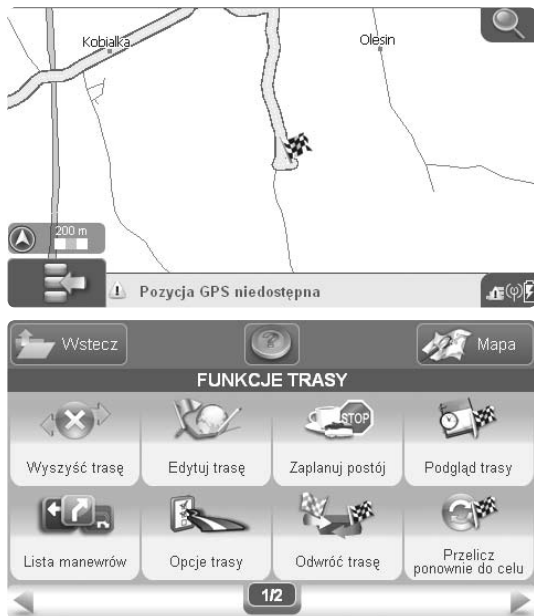 Kobiałka
Olesin
200 m
Pozycja GPS niedostępna
Wstecz
?
Mapa
FUNKCJE TRASY
Wyszyść trasę
Edytuj trasę
STOP
Zaplanuj postój
Podgląd trasy
Lista manewrów
Opcje trasy
Odwróć trasę
Przelicz
ponownie do celu
1/2